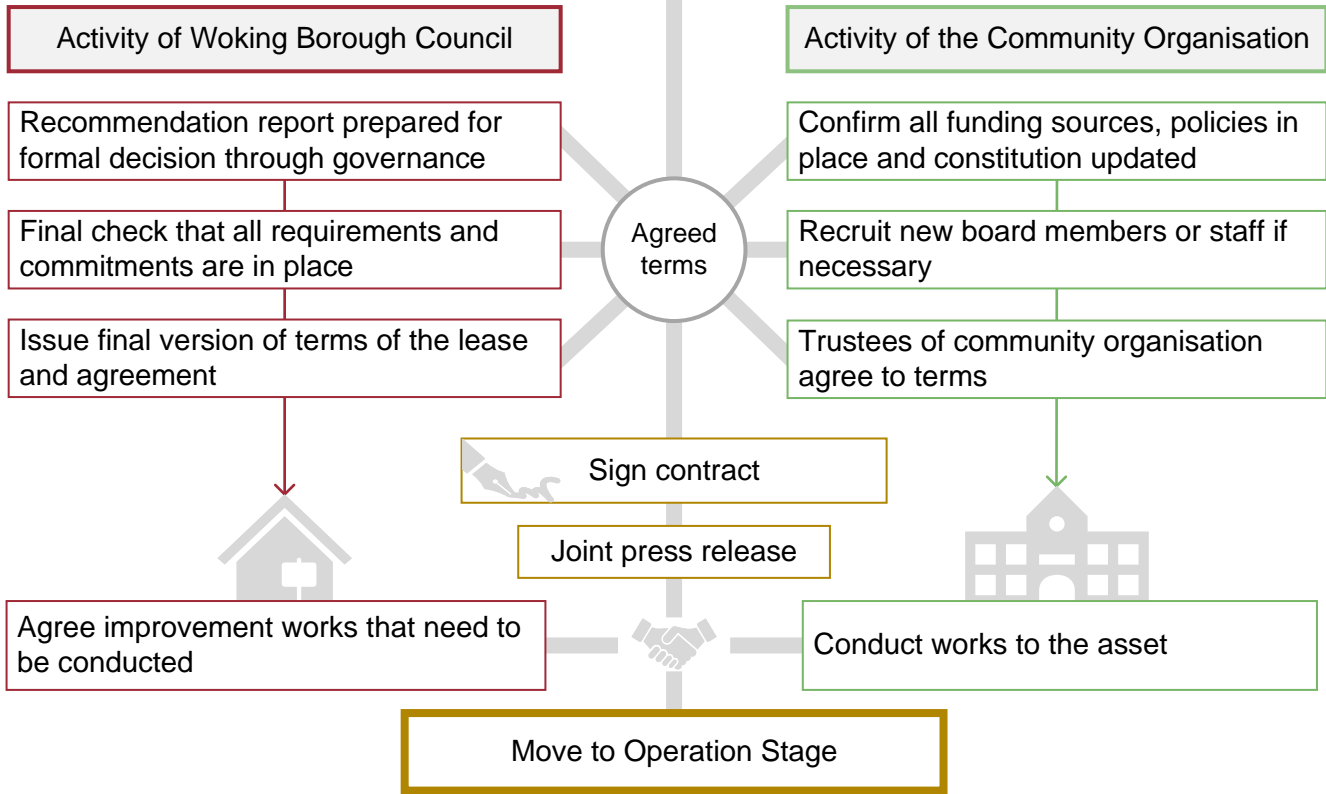 Activity of Woking Borough Council
Activity of the Community Organisation
Recommendation report prepared for
formal decision through governance
Confirm all funding sources, policies in
place and constitution updated
Final check that all requirements and
commitments are in place
Agreed
terms
Recruit new board members or staff if
necessary
Issue final version of terms of the lease
and agreement
Trustees of community organisation
agree to terms
Sign contract
Joint press release
Agree improvement works that need to
be conducted
Conduct works to the asset
Move to Operation Stage